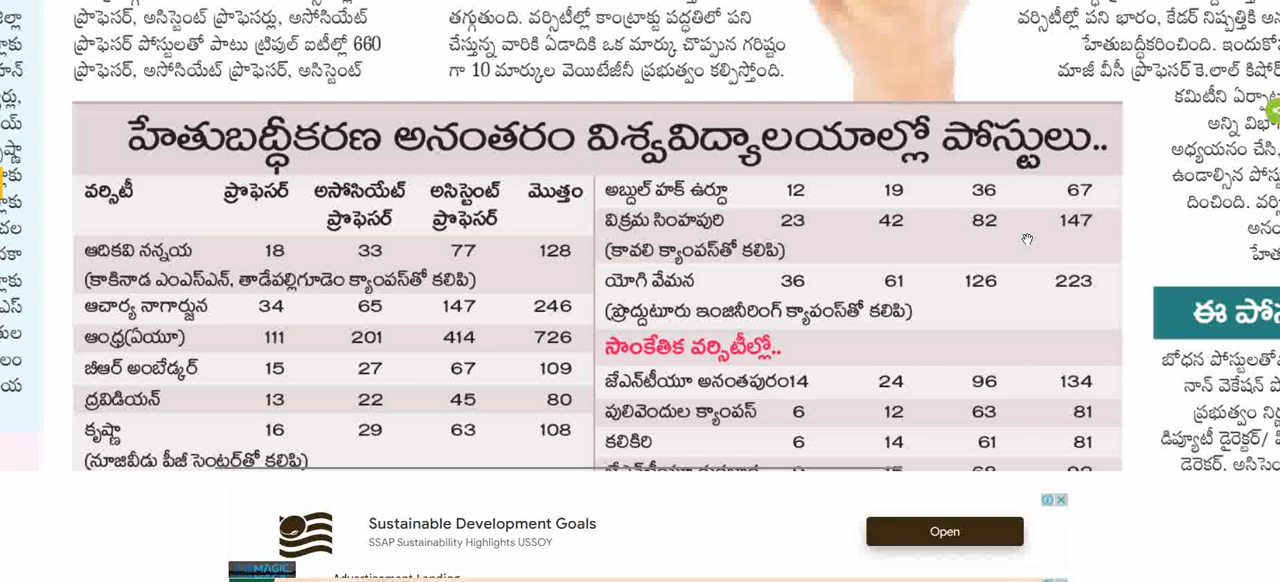 ప్రొఫెసర్, అసిస్టెంట్ ప్రొఫెసర్లు, అసోసియేట్
ప్రొఫెసర్ పోస్టులతో పాటు ట్రిపుల్ ఐటీల్లో 660
ప్రొఫెసర్, అసోసియేట్ ప్రొఫెసర్, అసిస్టెంట్
తగ్గుతుంది. వర్సిటీల్లో కాంట్రాక్టు పద్ధతిలో పని
చేస్తున్న వారికి ఏడాదికి ఒక మార్కు చొప్పున గరిష్టం
గా 10 మార్కుల వెయిటేజీనీ ప్రభుత్వం కల్పిస్తోంది.
వర్సిటీల్లో పని భారం, కేడర్ నిష్పత్తికి
హేతుబద్ధీకరించింది.
మాజీ వీసీ ప్రొఫెసర్ కె.లాల్ కిషోర్
కమిటీని
అన్ని
అధ్యయనం చేసి,
ఉండాల్సిన
హేతుబద్ధీకరణ అనంతరం విశ్వవిద్యాలయాల్లో పోస్టులు..
వర్సిటీ ప్రొఫెసర్ అసోసియేట్ ప్రొఫెసర్ అసిస్టెంట్ ప్రొఫెసర్ మొత్తం
ఆదికవి నన్నయ 18 33 77 128
(కాకినాడ ఎంఎస్ఎన్, తాడేపల్లిగూడెం క్యాంపస్‌తో కలిపి)
ఆచార్య నాగార్జున 34 65 147 246
ఆంధ్ర(ఏయూ) 111 201 414 726
బీఆర్ అంబేడ్కర్ 15 27 67 109
ద్రవిడియన్ 13 22 45 80
కృష్ణా 16 29 63 108
(నూజివీడు పీజీ సెంటర్‌తో కలిపి)
అబ్దుల్ హక్ ఉర్దూ 12 19 36 67
విక్రమ సింహపురి 23 42 82 147
(కావలి క్యాంపస్‌తో కలిపి)
యోగి వేమన 36 61 126 223
(ప్రొద్దుటూరు ఇంజినీరింగ్ క్యాపంస్‌తో కలిపి)
సాంకేతిక వర్సిటీల్లో..
జేఎన్‌టీయూ అనంతపురం14 24 96 134
పులివెందుల క్యాంపస్ 6 12 63 81
కలికిరి 6 14 61 81
ఈ
బోధన పోస్టులతో
నాన్ వెకేషన్
ప్రభుత్వం
డిప్యూటీ డైరెక్టర్/
Sustainable Development Goals
SSAP Sustainability Highlights USSOY
Open
MAGIC